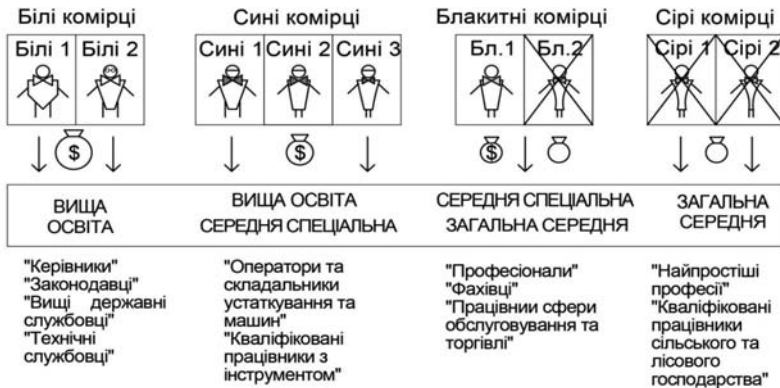 Білі комірці
Сині комірці
Блакитні комірці
Сірі комірці
Білі 1
Білі 2
Сині 1
Сині 2
Сині 3
Бл.1
Бл.2
Сірі 1
Сірі 2
$
$
$
ВИЩА
ОСВІТА
ВИЩА ОСВІТА
СЕРЕДНЯ СПЕЦІАЛЬНА
СЕРЕДНЯ СПЕЦІАЛЬНА
ЗАГАЛЬНА СЕРЕДНЯ
ЗАГАЛЬНА
СЕРЕДНЯ
"Керівники"
"Законодавці"
"Вищі державні
службовці"
"Технічні
службовці"
"Оператори та
складальники
устаткування та
машин"
"Кваліфіковані
працівники з
інструментом"
"Професіонали"
"Фахівці"
"Працівнии сфери
обслуговування та
торгівлі"
"Найпростіші
професії"
"Кваліфіковані
працівники
сільського та
лісового
господарства"